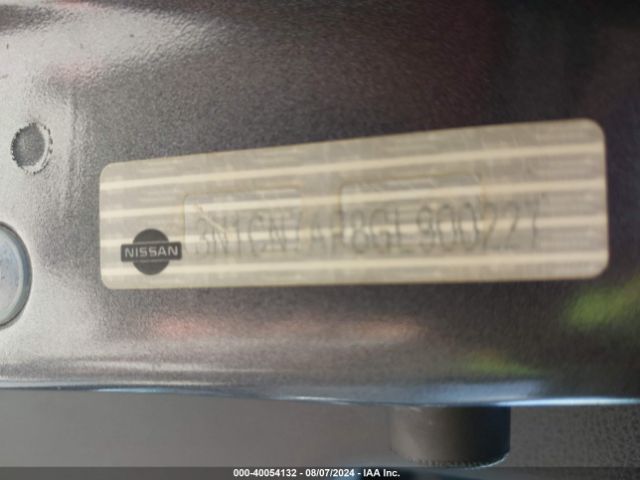 NISSAN 3N1CN7AP8GL900227
000-40054132 - 08/07/2024 - IAA Inc.